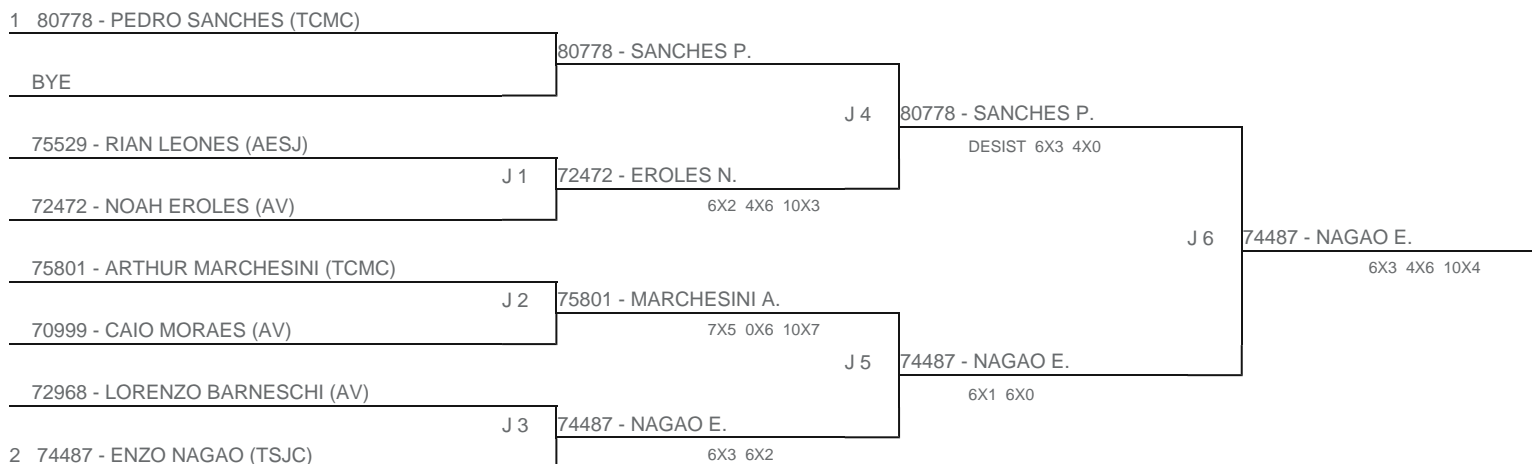 1 80778 - PEDRO SANCHES (TCMC)
80778 - SANCHES P.
BYE
J 4
80778 - SANCHES P.
DESIST 6X3 4X0
75529 - RIAN LEONES (AESJ)
J 1
72472 - EROLES N.
6X2 4X6 10X3
72472 - NOAH EROLES (AV)
J 6
74487 - NAGAO E.
6X3 4X6 10X4
75801 - ARTHUR MARCHESINI (TCMC)
J 2
75801 - MARCHESINI A.
7X5 0X6 10X7
70999 - CAIO MORAES (AV)
J 5
74487 - NAGAO E.
6X1 6X0
72968 - LORENZO BARNESCHI (AV)
J 3
74487 - NAGAO E.
6X3 6X2
2 74487 - ENZO NAGAO (TSJC)